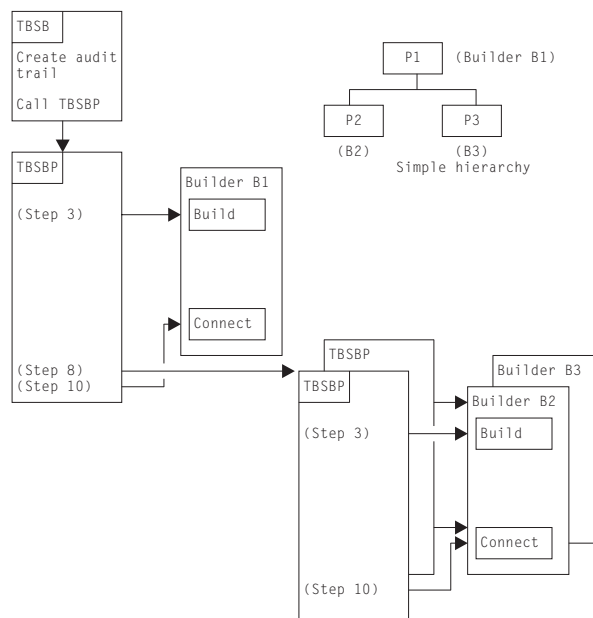 TBSB
Create audit
trail
Call TBSBP
P1
(Builder B1)
P2
P3
(B2)
(B3)
Simple hierarchy
TBSBP
(Step 3)
(Step 8)
(Step 10)
Builder B1
Build
Connect
TBSBP
TBSBP
(Step 3)
(Step 10)
Builder B3
Builder B2
Build
Connect